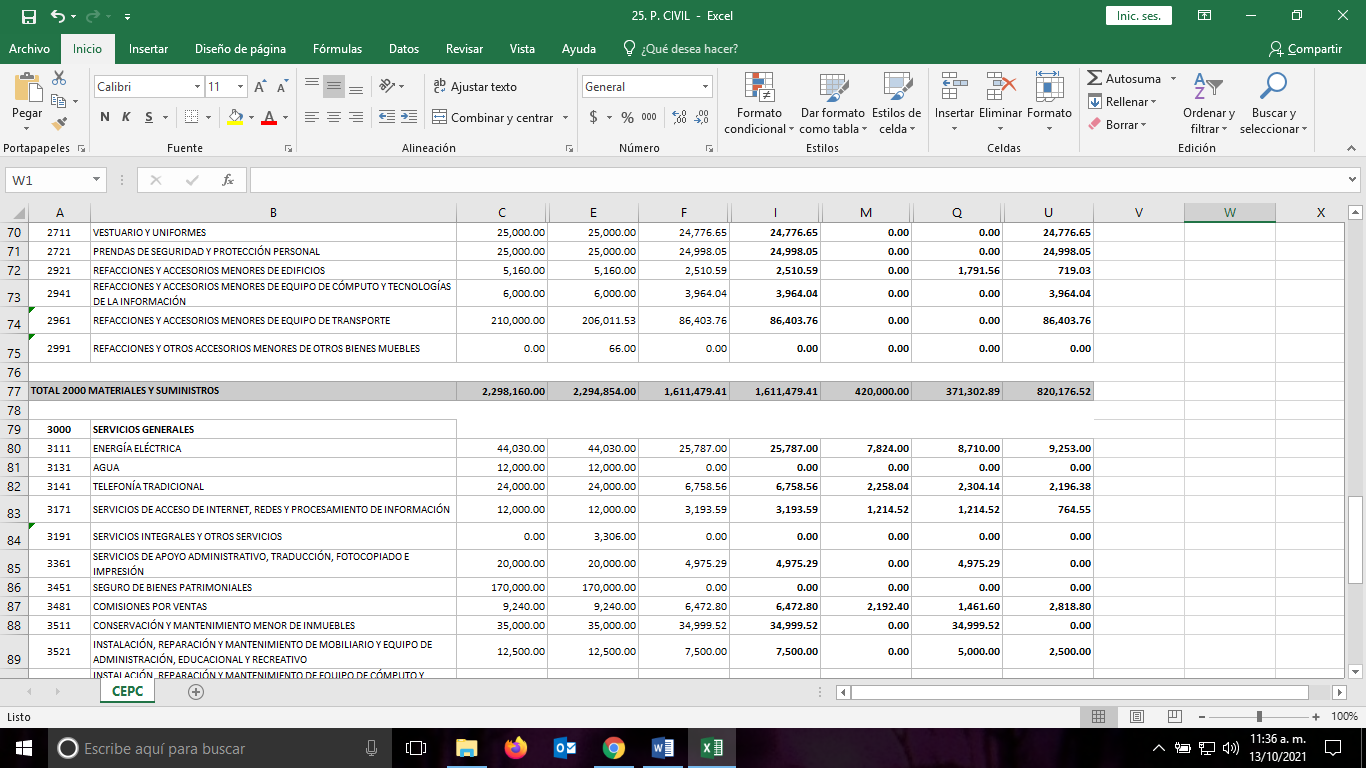 25. P. CIVIL - Excel
Inic. ses.
Archivo Inicio Insertar Diseño de página Fórmulas Datos Revisar Vista Ayuda ¿Qué desea hacer? Compartir
Pegar
Calibri 11
N K S
Ajustar texto
Combinar y centrar
General
$ % 000
Formato condicional
Dar formato como tabla
Estilos de celda
Insertar Eliminar Formato
Autosuma
Rellenar
Borrar
Ordenar y filtrar
Buscar y seleccionar
Portapapeles Fuente Alineación Número Estilos Celdas Edición
W1 fx
A B C E F I M Q U V W X
70 2711 VESTUARIO Y UNIFORMES 25,000.00 25,000.00 24,776.65 24,776.65 0.00 0.00 24,776.65
71 2721 PRENDAS DE SEGURIDAD Y PROTECCIÓN PERSONAL 25,000.00 25,000.00 24,998.05 24,998.05 0.00 0.00 24,998.05
72 2921 REFACCIONES Y ACCESORIOS MENORES DE EDIFICIOS 5,160.00 5,160.00 2,510.59 2,510.59 0.00 1,791.56 719.03
73 2941 REFACCIONES Y ACCESORIOS MENORES DE EQUIPO DE CÓMPUTO Y TECNOLOGÍAS
DE LA INFORMACIÓN 6,000.00 6,000.00 3,964.04 3,964.04 0.00 0.00 3,964.04
74 2961 REFACCIONES Y ACCESORIOS MENORES DE EQUIPO DE TRANSPORTE 210,000.00 206,011.53 86,403.76 86,403.76 0.00 0.00 86,403.76
75 2991 REFACCIONES Y OTROS ACCESORIOS MENORES DE OTROS BIENES MUEBLES 0.00 66.00 0.00 0.00 0.00 0.00 0.00
76
77 TOTAL 2000 MATERIALES Y SUMINISTROS 2,298,160.00 2,294,854.00 1,611,479.41 1,611,479.41 420,000.00 371,302.89 820,176.52
78
79 3000 SERVICIOS GENERALES
80 3111 ENERGÍA ELÉCTRICA 44,030.00 44,030.00 25,787.00 25,787.00 7,824.00 8,710.00 9,253.00
81 3131 AGUA 12,000.00 12,000.00 0.00 0.00 0.00 0.00 0.00
82 3141 TELEFONÍA TRADICIONAL 24,000.00 24,000.00 6,758.56 6,758.56 2,258.04 2,304.14 2,196.38
83 3171 SERVICIOS DE ACCESO DE INTERNET, REDES Y PROCESAMIENTO DE INFORMACIÓN 12,000.00 12,000.00 3,193.59 3,193.59 1,214.52 1,214.52 764.55
84 3191 SERVICIOS INTEGRALES Y OTROS SERVICIOS 0.00 3,306.00 0.00 0.00 0.00 0.00 0.00
85 3361 SERVICIOS DE APOYO ADMINISTRATIVO, TRADUCCIÓN, FOTOCOPIADO E
IMPRESIÓN 20,000.00 20,000.00 4,975.29 4,975.29 0.00 4,975.29 0.00
86 3451 SEGURO DE BIENES PATRIMONIALES 170,000.00 170,000.00 0.00 0.00 0.00 0.00 0.00
87 3481 COMISIONES POR VENTAS 9,240.00 9,240.00 6,472.80 6,472.80 2,192.40 1,461.60 2,818.80
88 3511 CONSERVACIÓN Y MANTENIMIENTO MENOR DE INMUEBLES 35,000.00 35,000.00 34,999.52 34,999.52 0.00 34,999.52 0.00
89 3521 INSTALACIÓN, REPARACIÓN Y MANTENIMIENTO DE MOBILIARIO Y EQUIPO DE
ADMINISTRACIÓN, EDUCACIONAL Y RECREATIVO 12,500.00 12,500.00 7,500.00 7,500.00 0.00 5,000.00 2,500.00
INSTALACIÓN, REPARACIÓN Y MANTENIMIENTO DE EQUIPO DE CÓMPUTO Y
CEPC
Listo 100%
Escribe aquí para buscar
11:36 a. m.
13/10/2021